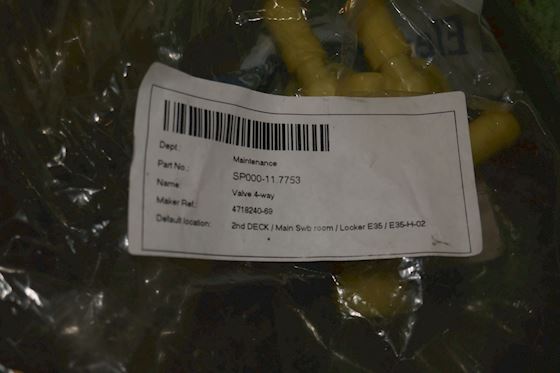 Dept.:
Maintenance
Part No.: SP000-11.7753
Name: Valve 4-way
Maker Ref.: 4718240-69
Default location: 2nd DECK / Main Swb room / Locker E35 / E35-H-02